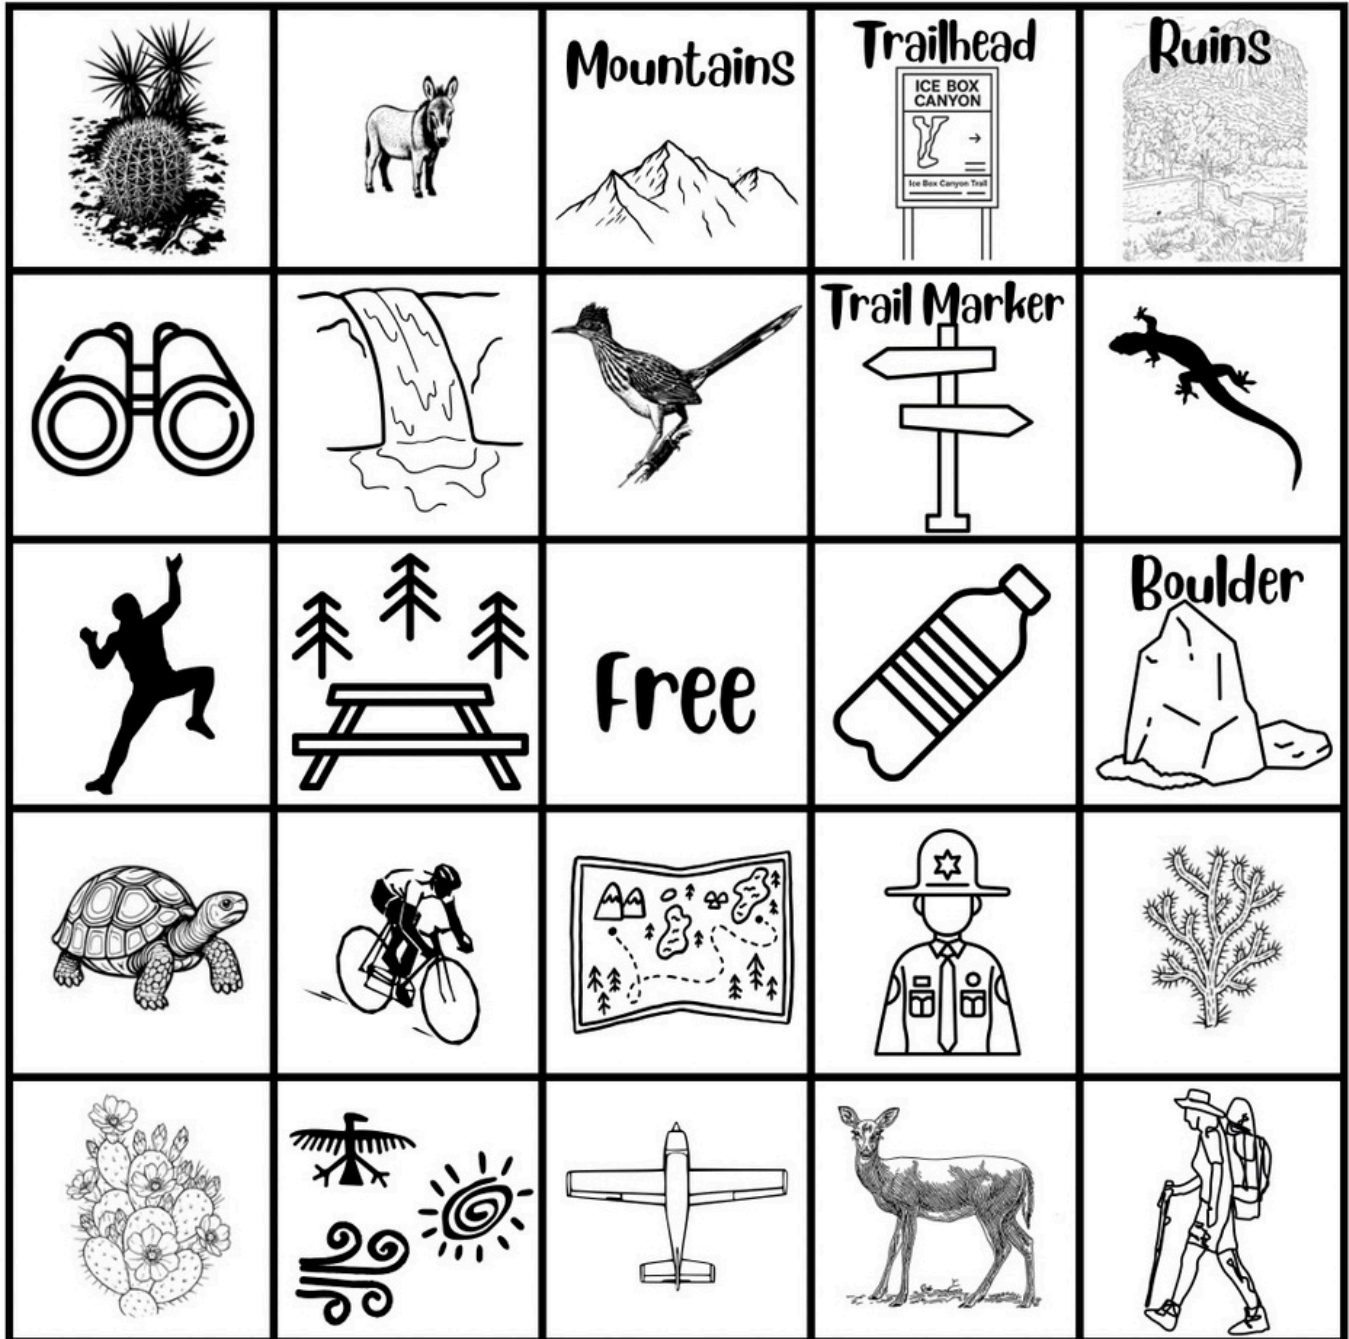 Mountains
Trailhead
ICE BOX
CANYON
Ice Box Canyon Trail
Ruins
Trail Marker
Free
Boulder